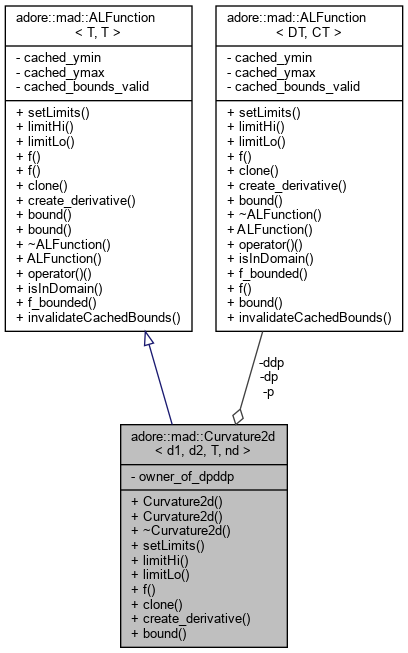 adore::mad::ALFunction
< T, T >
- cached_ymin
- cached_ymax
- cached_bounds_valid
+ setLimits()
+ limitHi()
+ limitLo()
+ f()
+ f()
+ clone()
+ create_derivative()
+ bound()
+ bound()
+ ~ALFunction()
+ ALFunction()
+ operator()()
+ isInDomain()
+ f_bounded()
+ invalidateCachedBounds()
adore::mad::ALFunction
< DT, CT >
- cached_ymin
- cached_ymax
- cached_bounds_valid
+ setLimits()
+ limitHi()
+ limitLo()
+ f()
+ clone()
+ create_derivative()
+ bound()
+ ~ALFunction()
+ ALFunction()
+ operator()()
+ isInDomain()
+ f_bounded()
+ f()
+ bound()
+ invalidateCachedBounds()
-ddp
-dp
-p
adore::mad::Curvature2d
< d1, d2, T, nd >
- owner_of_dpddp
+ Curvature2d()
+ Curvature2d()
+ ~Curvature2d()
+ setLimits()
+ limitHi()
+ limitLo()
+ f()
+ clone()
+ create_derivative()
+ bound()